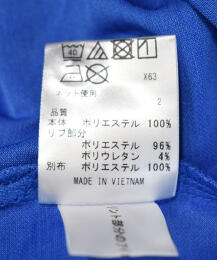 40
X63
ネット使用
2
品質
本体 ポリエステル 100%
リブ部分
ポリエステル 96%
ポリウレタン 4%
別布 ポリエステル 100%
MADE IN VIETNAM